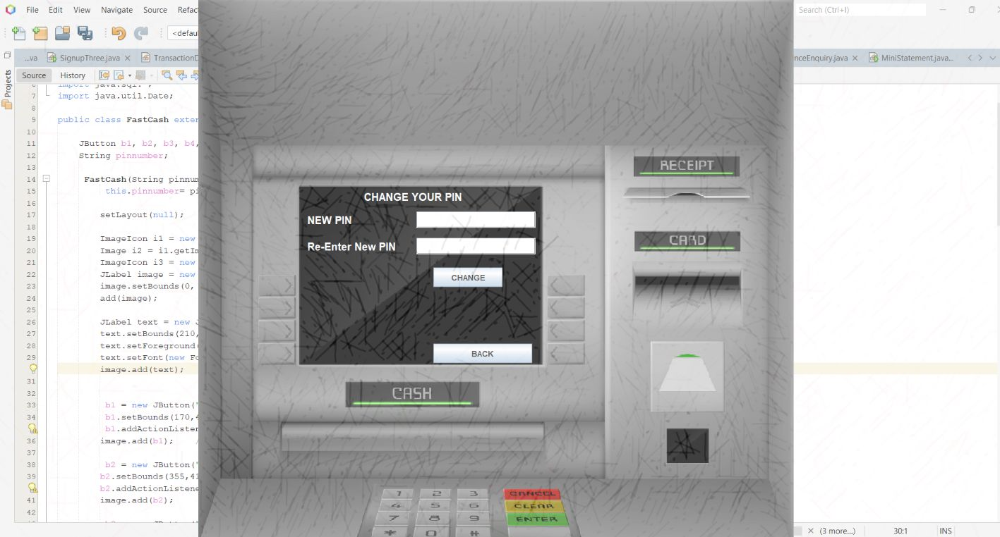 File Edit View Navigate Source Refact
Search (Ctrl+I)
<defau
...va SignupThree.java × TransactionD
nceEnquiry.java × MiniStatement.java...
Projects
Source History
6 import java.sql.
7 import java.util.Date;
8
9 public class FastCash exten
10
11 JButton b1, b2, b3, b4,
12 String pinnumber;
13
14 FastCash(String pinnum
15 this.pinnumber= pi
16
17 setLayout(null);
18
19 ImageIcon i1 = new
20 Image i2 = i1.getIm
21 ImageIcon i3 = new
22 JLabel image = new
23 image.setBounds(0,
24 add(image);
25
26 JLabel text = new J
27 text.setBounds(210,
28 text.setForeground(
29 text.setFont(new Fo
image.add(text);
31
32
33 b1 = new JButton("
34 b1.setBounds(170,4
b1.addActionListen
36 image.add(b1);
37
38 b2 = new JButton("
39 b2.setBounds(355,41
b2.addActionListene
41 image.add(b2);
42
CHANGE YOUR PIN
NEW PIN
Re-Enter New PIN
CHANGE
BACK
CASH
RECEIPT
CARD
1 2 3 CANCEL
4 5 6 CLEAR
7 8 9 ENTER
* 0 #
(3 more...) 30:1 INS